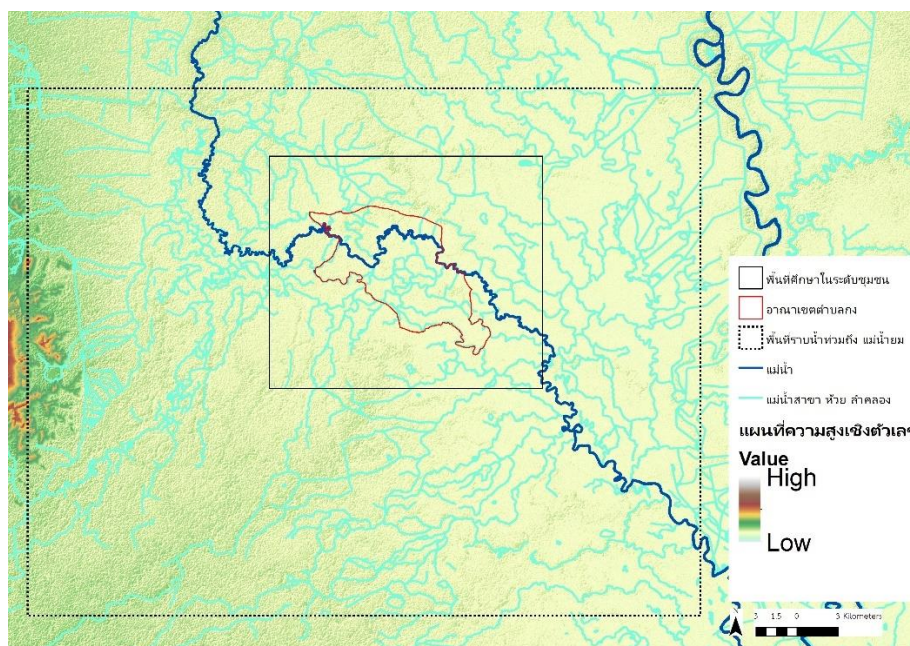 พื้นที่ศึกษาในระดับชุมชน
อาณาเขตตำบลกง
พื้นที่ราบน้ำท่วมถึง แม่น้ำยม
แม่น้ำ
แม่น้ำสาขา ห้วย ลำคลอง
แผนที่ความสูงเชิงตัวเลข
Value
High
Low
3 1.5 0 3 Kilometers